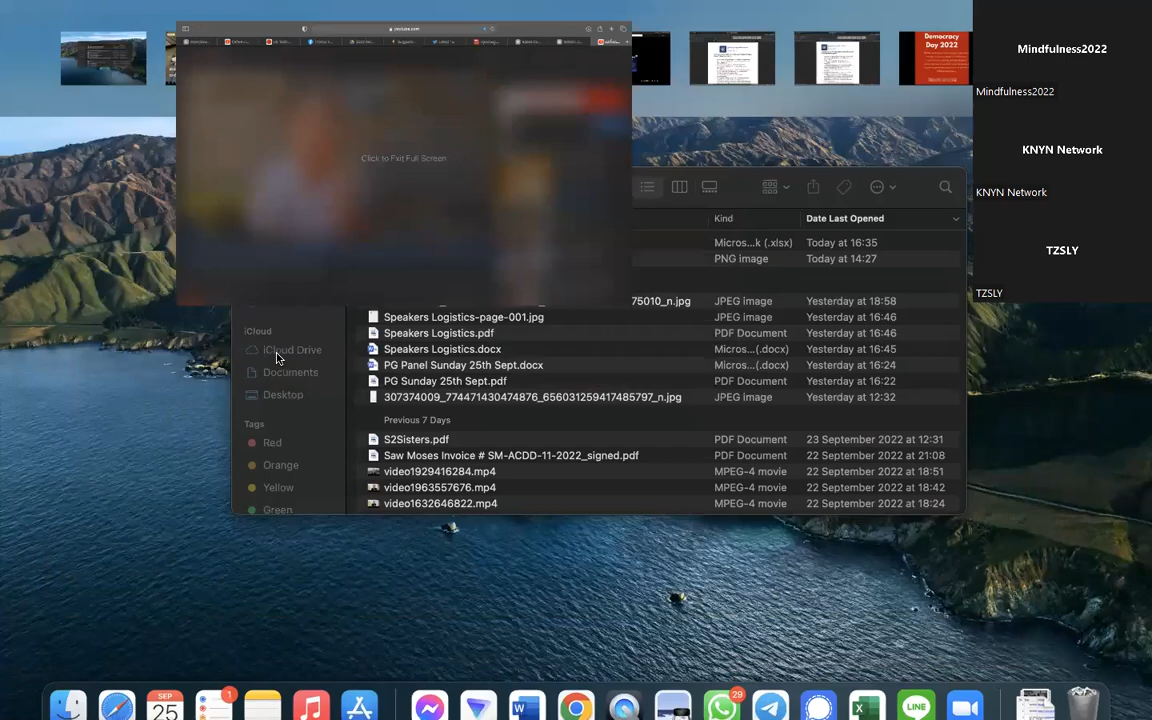 youtube.com
Click to Exit Full Screen
Democracy
Day 2022
Mindfulness2022
Mindfulness2022
KNYN Network
KNYN Network
TZSLY
TZSLY
Kind
Date Last Opened
Micros...k (.xlsx)
Today at 16:35
PNG image
Today at 14:27
75010_n.jpg
JPEG image
Yesterday at 18:58
Speakers Logistics-page-001.jpg
JPEG image
Yesterday at 16:46
Speakers Logistics.pdf
PDF Document
Yesterday at 16:46
Speakers Logistics.docx
Micros...(.docx)
Yesterday at 16:45
PG Panel Sunday 25th Sept.docx
Micros...(.docx)
Yesterday at 16:24
PG Sunday 25th Sept.pdf
PDF Document
Yesterday at 16:22
307374009_774471430474876_656031259417485797_n.jpg
JPEG image
Yesterday at 12:32
Previous 7 Days
S2Sisters.pdf
PDF Document
23 September 2022 at 12:31
Saw Moses Invoice # SM-ACDD-11-2022_signed.pdf
PDF Document
22 September 2022 at 21:08
video1929416284.mp4
MPEG-4 movie
22 September 2022 at 18:51
video1963557676.mp4
MPEG-4 movie
22 September 2022 at 18:42
video1632646822.mp4
MPEG-4 movie
22 September 2022 at 18:24
iCloud
iCloud Drive
Documents
Desktop
Tags
Red
Orange
Yellow
Green
SEP
25
1
29
LINE